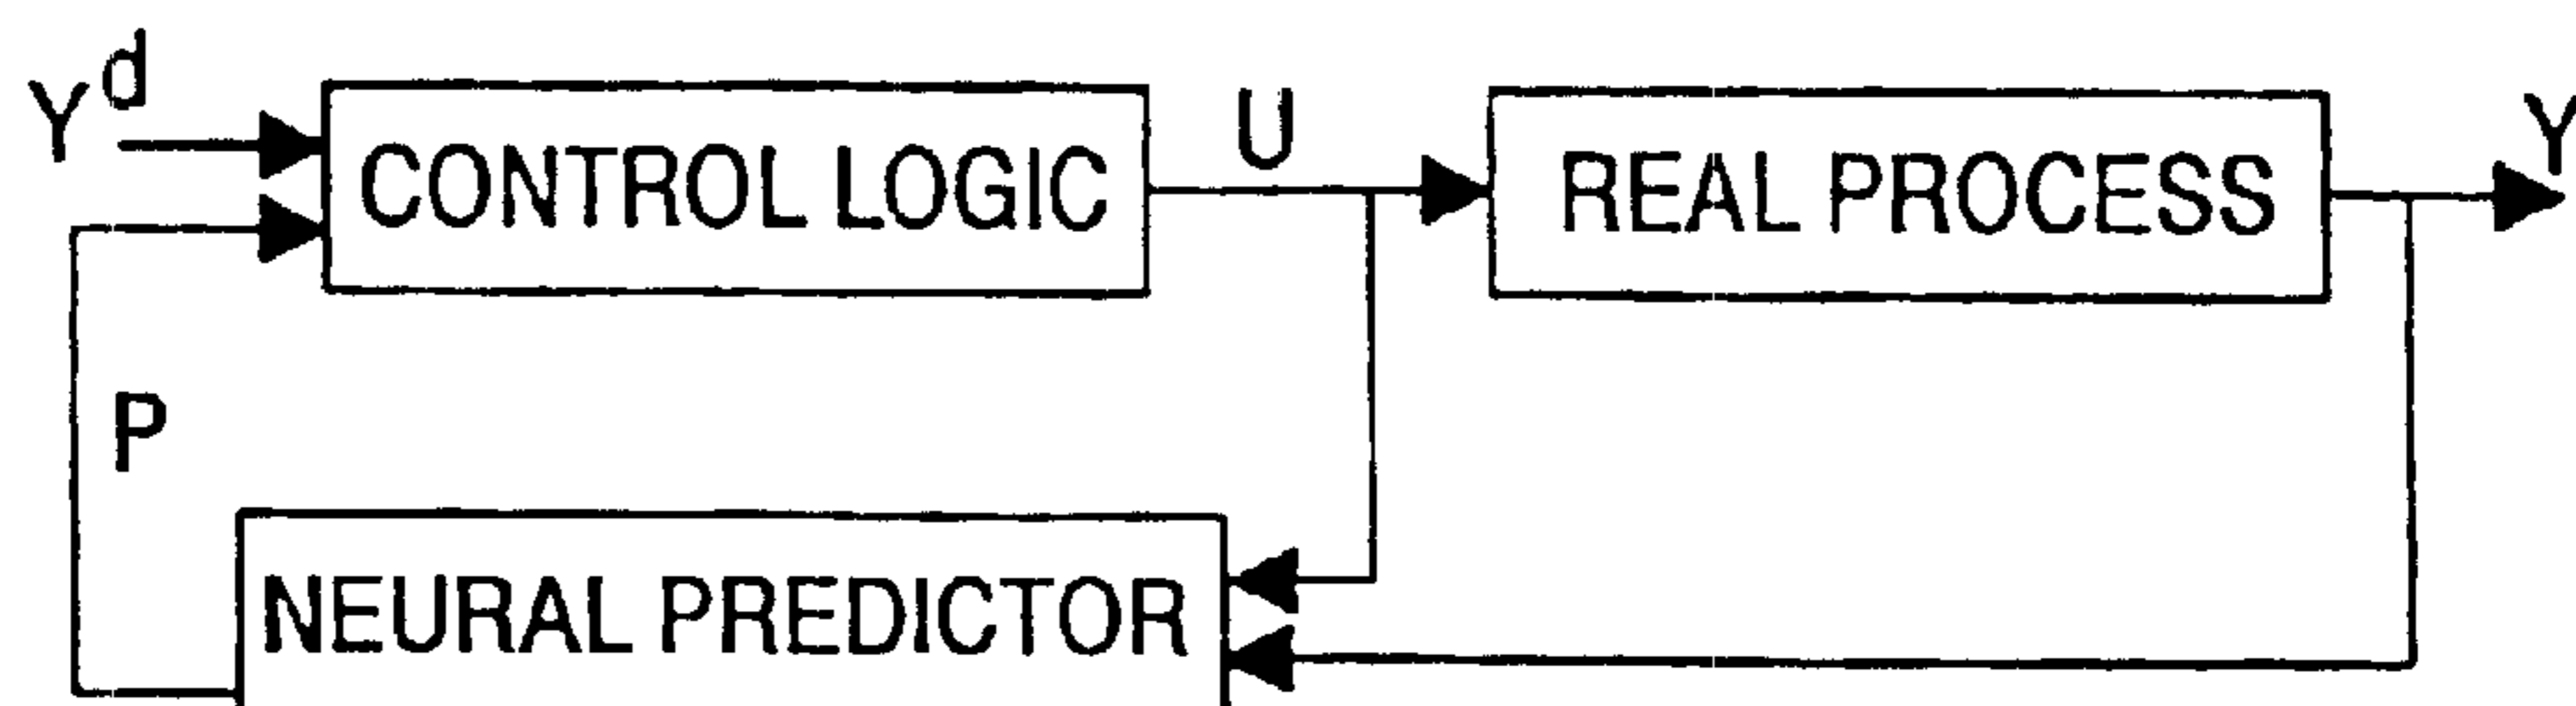 Y^d
CONTROL LOGIC
U
REAL PROCESS
Y
P
NEURAL PREDICTOR